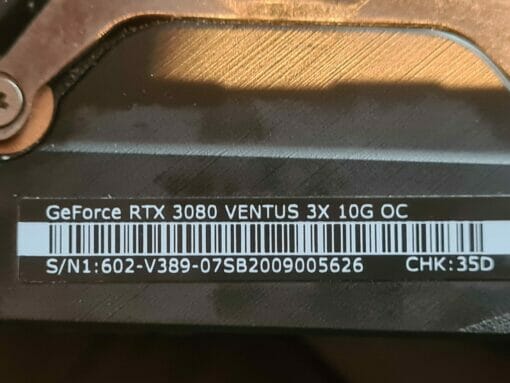 GeForce RTX 3080 VENTUS 3X 10G OC
S/N1:602-V389-07SB2009005626 CHK:35D